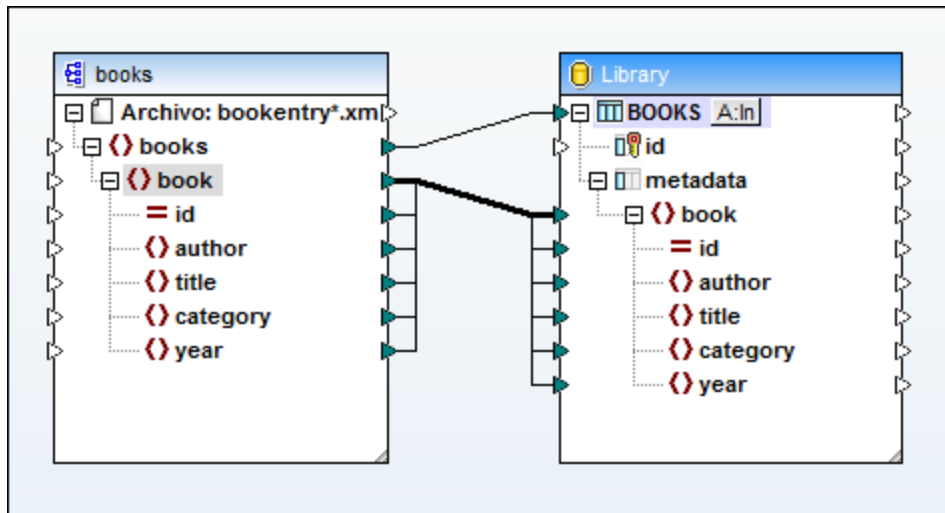 books
Archivo: bookentry*.xml
books
book
id
author
title
category
year
Library
BOOKS A:In
id
metadata
book
id
author
title
category
year